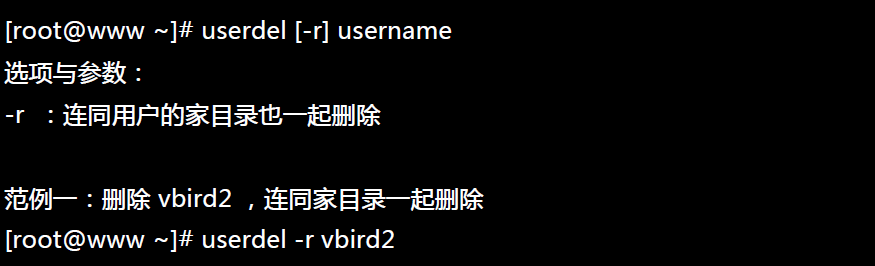 [root@www ~]# userdel [-r] username
选项与参数：
-r  ：连同用户的家目录也一起删除
范例一：删除 vbird2 ，连同家目录一起删除
[root@www ~]# userdel -r vbird2